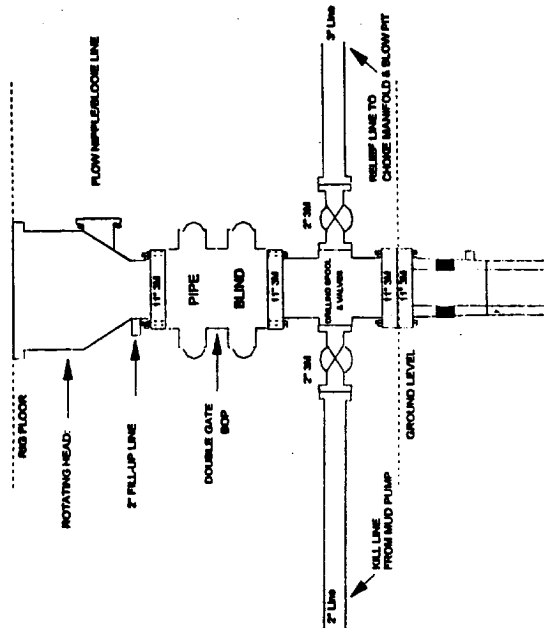 RIG FLOOR
ROTATING HEAD:
FLOW NIPPLE/BLOOIE LINE
2" FILL-UP LINE
11" 3M
PIPE
DOUBLE GATE
BOP
BLIND
11" 3M
2" 3M
2" 3M
DRILLING SPOOL
& VALVES
2" Line
3" Line
KILL LINE
FROM MUD PUMP
RELIEF LINE TO
CHOKE MANIFOLD & BLOW PIT
11" 3M
11" 3M
GROUND LEVEL